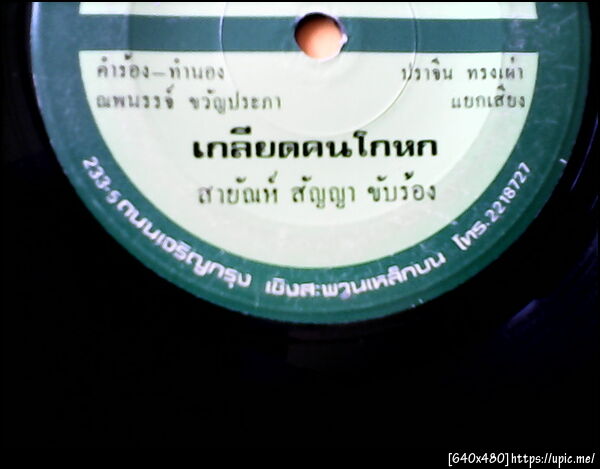 คำร้อง-ทำนอง
ณพนรรจ์ ขวัญประภา
ปราจีน ทรงเผ่า
แยกเสียง
เกลียดคนโกหก
สายัณห์ สัญญา ขับร้อง
233-5 ถนนเจริญกรุง เชิงสะพานเหล็กบน โทร. 2218727
[640x480]https://upic.me/